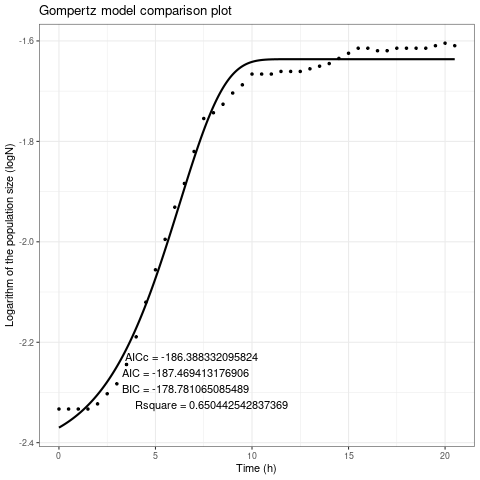 Gompertz model comparison plot
Logarithm of the population size (logN)
-1.6
-1.8
-2.0
-2.2
-2.4
AICc = -186.388332095824
AIC = -187.469413176906
BIC = -178.781065085489
Rsquare = 0.650442542837369
0 5 10 15 20
Time (h)